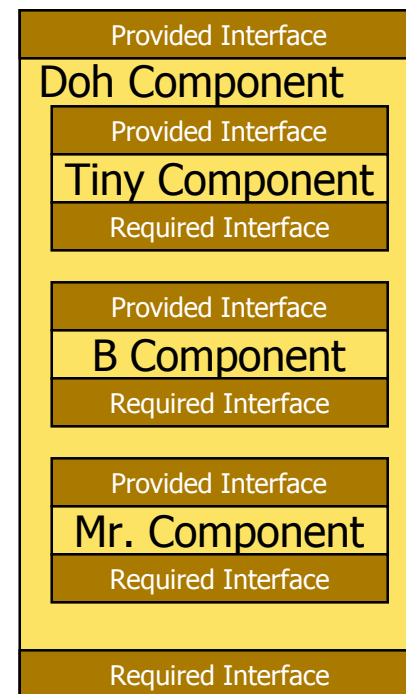 Provided Interface
Doh Component
Provided Interface
Tiny Component
Required Interface
Provided Interface
B Component
Required Interface
Provided Interface
Mr. Component
Required Interface
Required Interface